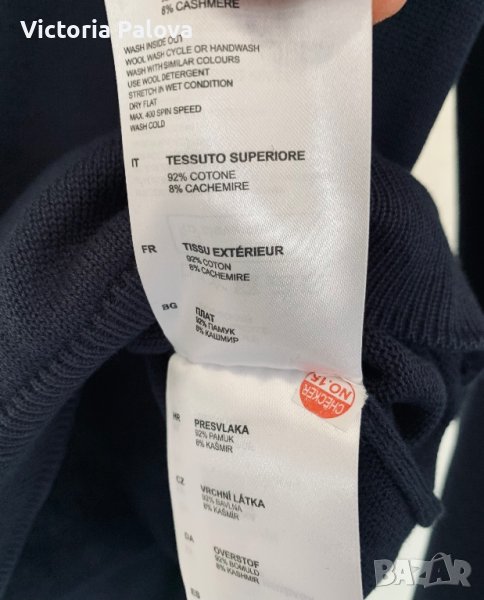 Victoria Palova
8% CASHMERE
WASH INSIDE OUT
WOOL WASH CYCLE OR HANDWASH
WASH WITH SIMILAR COLOURS
USE WOOL DETERGENT
STRETCH IN WET CONDITION
DRY FLAT
MAX. 400 SPIN SPEED
WASH COLD
IT TESSUTO SUPERIORE
92% COTONE
8% CACHEMIRE
FR TISSU EXTÉRIEUR
92% COTON
8% CACHEMIRE
BG ПЛАТ
92% ПАМУК
8% КАШМИР
CHECKER
NO.1
HR PRESVLAKA
92% PAMUK
8% KAŠMIR
CZ VRCHNÍ LÁTKA
92% BAVLNA
8% KAŠMÍR
DA OVERSTOF
92% BOMULD
8% KASHMIR
ES
BAZÁR